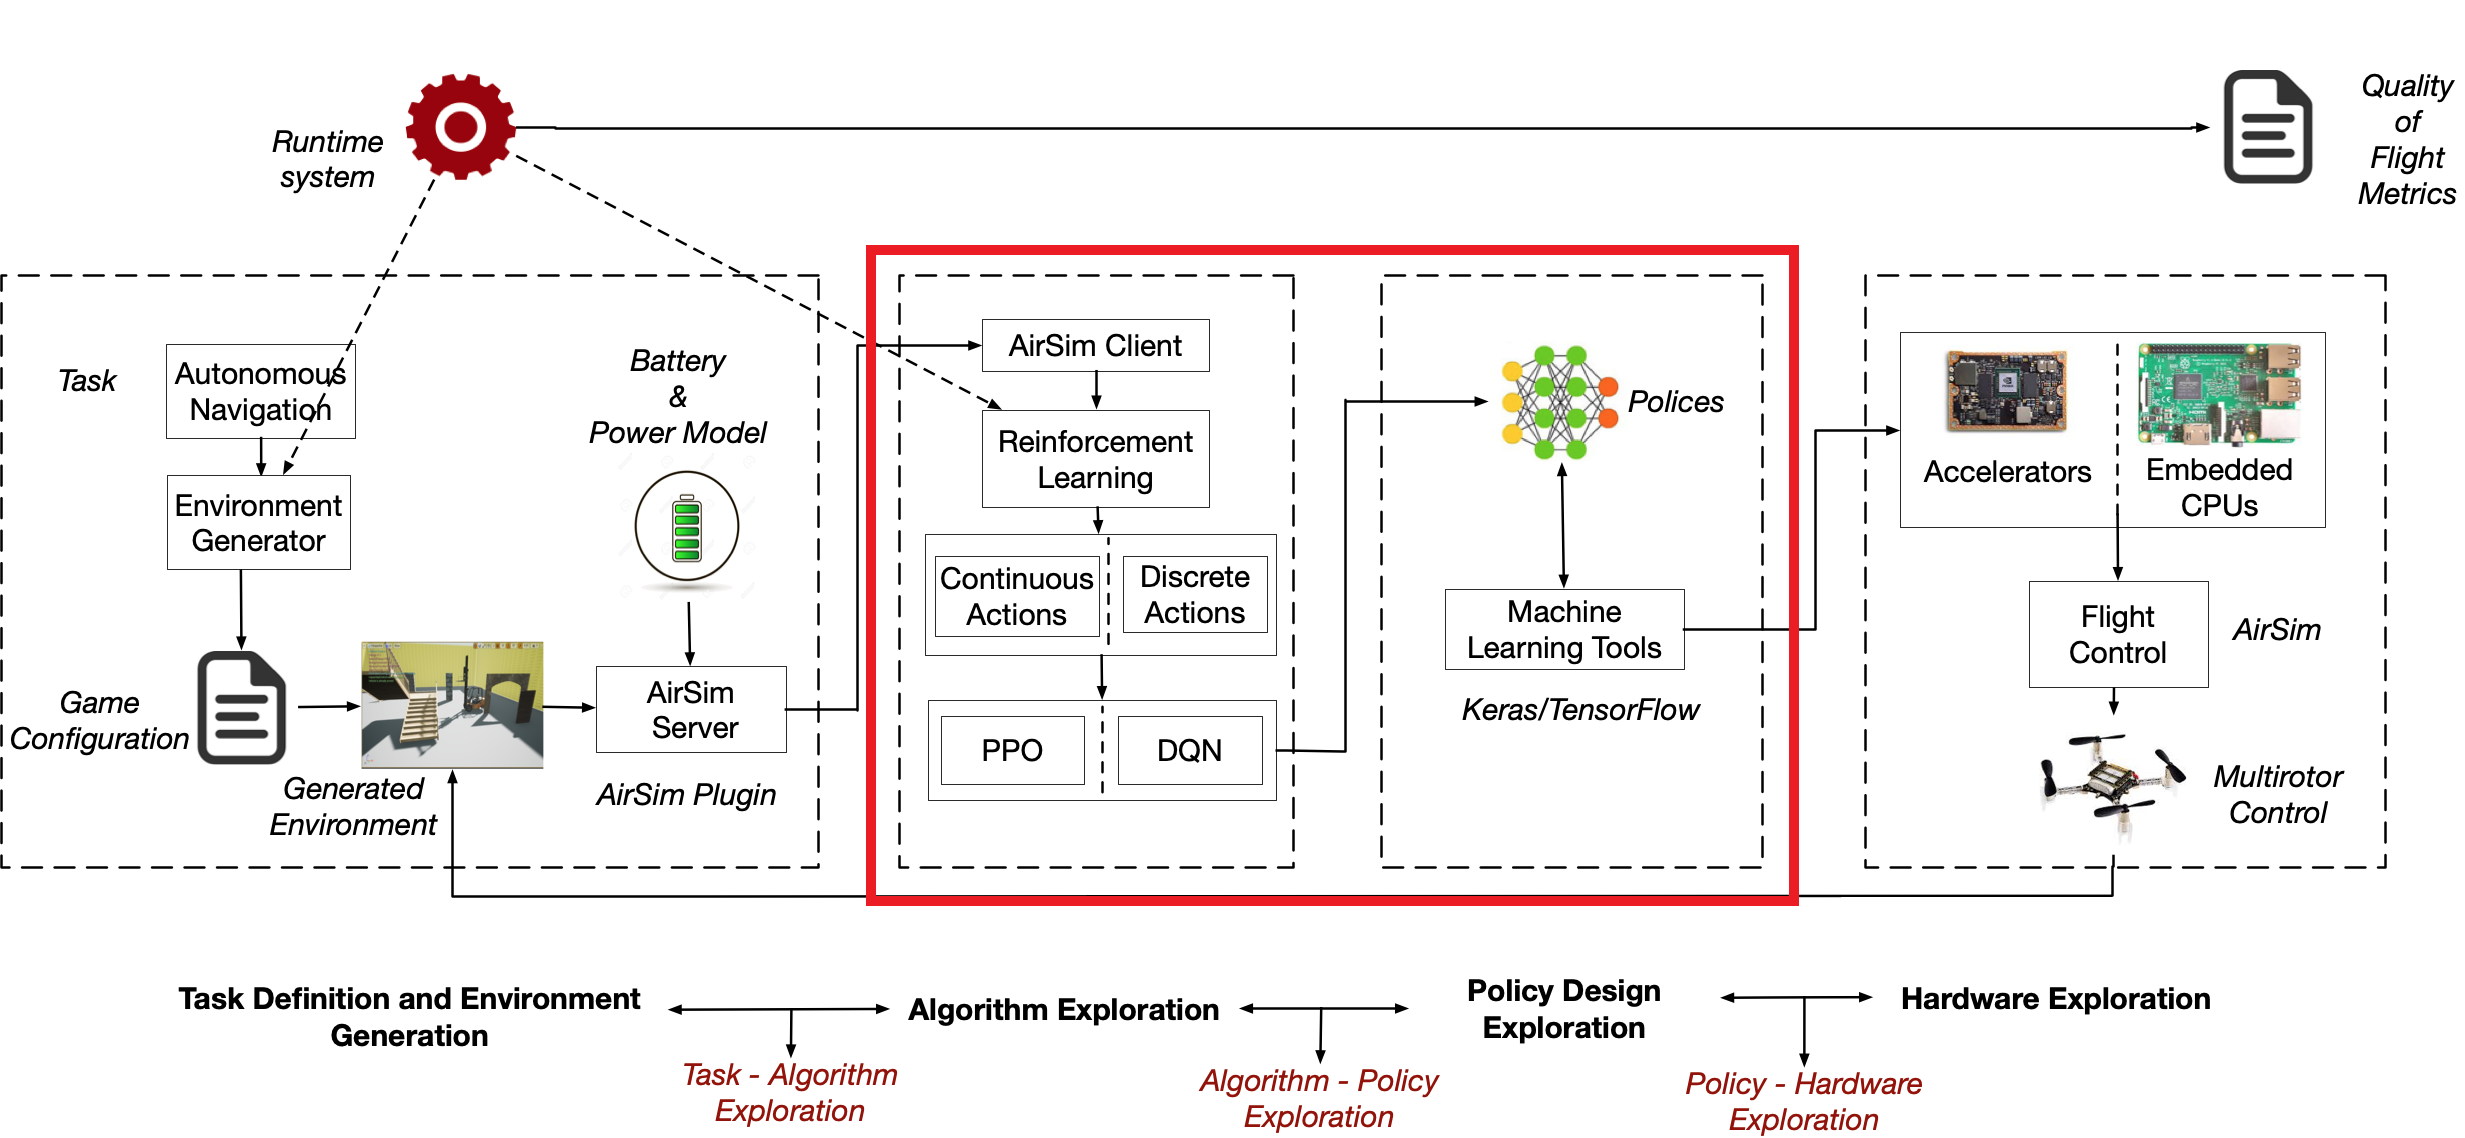 Runtime
system
Quality
of
Flight
Metrics
Task
Autonomous
Navigation
Environment
Generator
Game
Configuration
Generated
Environment
Battery
&
Power Model
AirSim
Server
AirSim Plugin
AirSim Client
Reinforcement
Learning
Continuous
Actions
Discrete
Actions
PPO
DQN
Polices
Machine
Learning Tools
Keras/TensorFlow
Accelerators
Embedded
CPUs
Flight
Control
AirSim
Multirotor
Control
Task Definition and Environment
Generation
Algorithm Exploration
Policy Design
Exploration
Hardware Exploration
Task - Algorithm
Exploration
Algorithm - Policy
Exploration
Policy - Hardware
Exploration